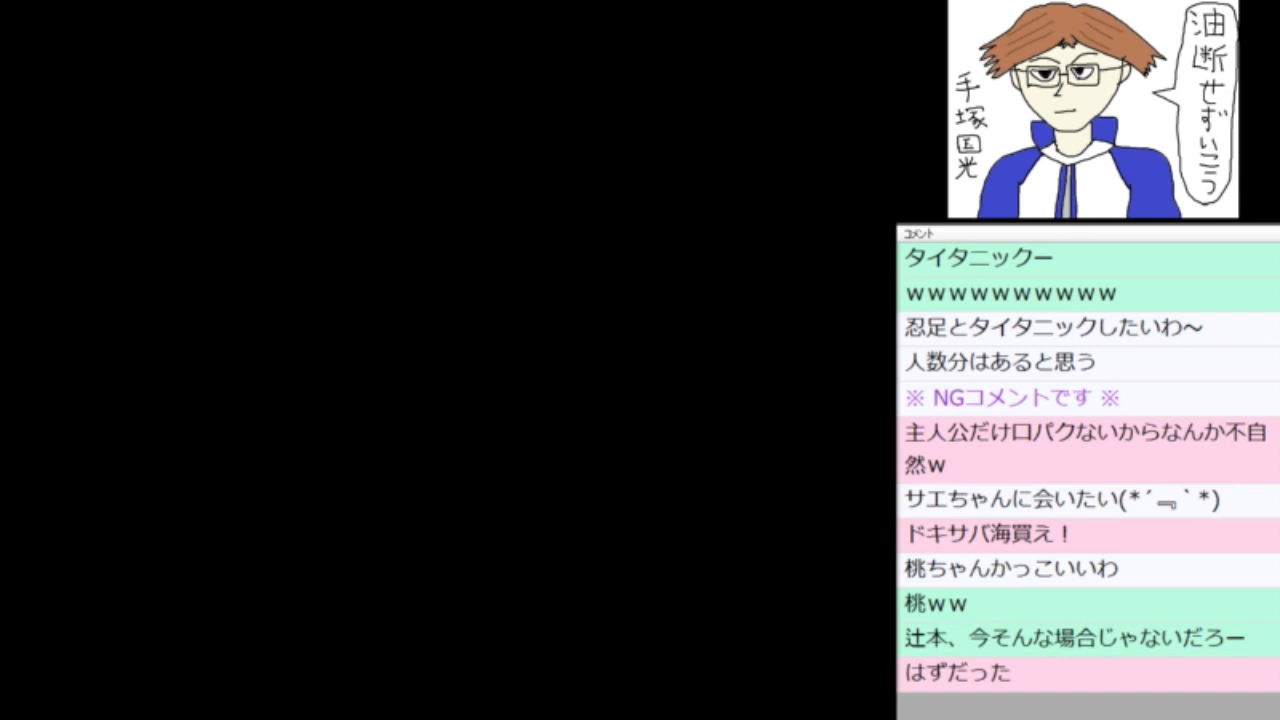 油断せずいこう
手塚国光
コメント
タイタニックー
ｗｗｗｗｗｗｗｗｗｗ
忍足とタイタニックしたいわ～
人数分はあると思う
※ NGコメントです ※
主人公だけ口パクないからなんか不自
然ｗ
サエちゃんに会いたい(*´﹃｀*)
ドキサバ海買え！
桃ちゃんかっこいいわ
桃ｗｗ
辻本、今そんな場合じゃないだろー
はずだった